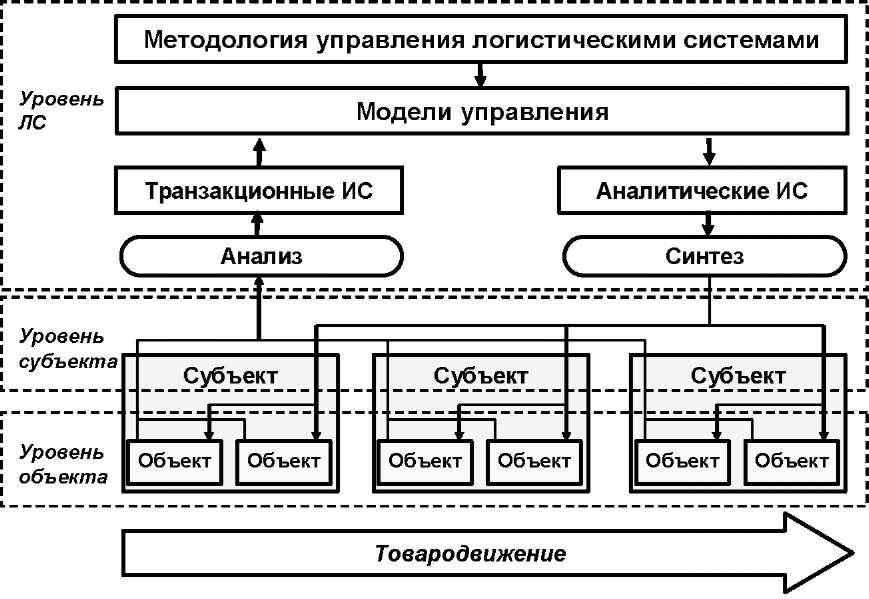 Методология управления логистическими системами
Уровень
ЛС
Модели управления
Транзакционные ИС
Аналитические ИС
Анализ
Синтез
Уровень
субъекта
Субъект
Субъект
Субъект
Уровень
объекта
Объект
Объект
Объект
Объект
Объект
Объект
Товародвижение